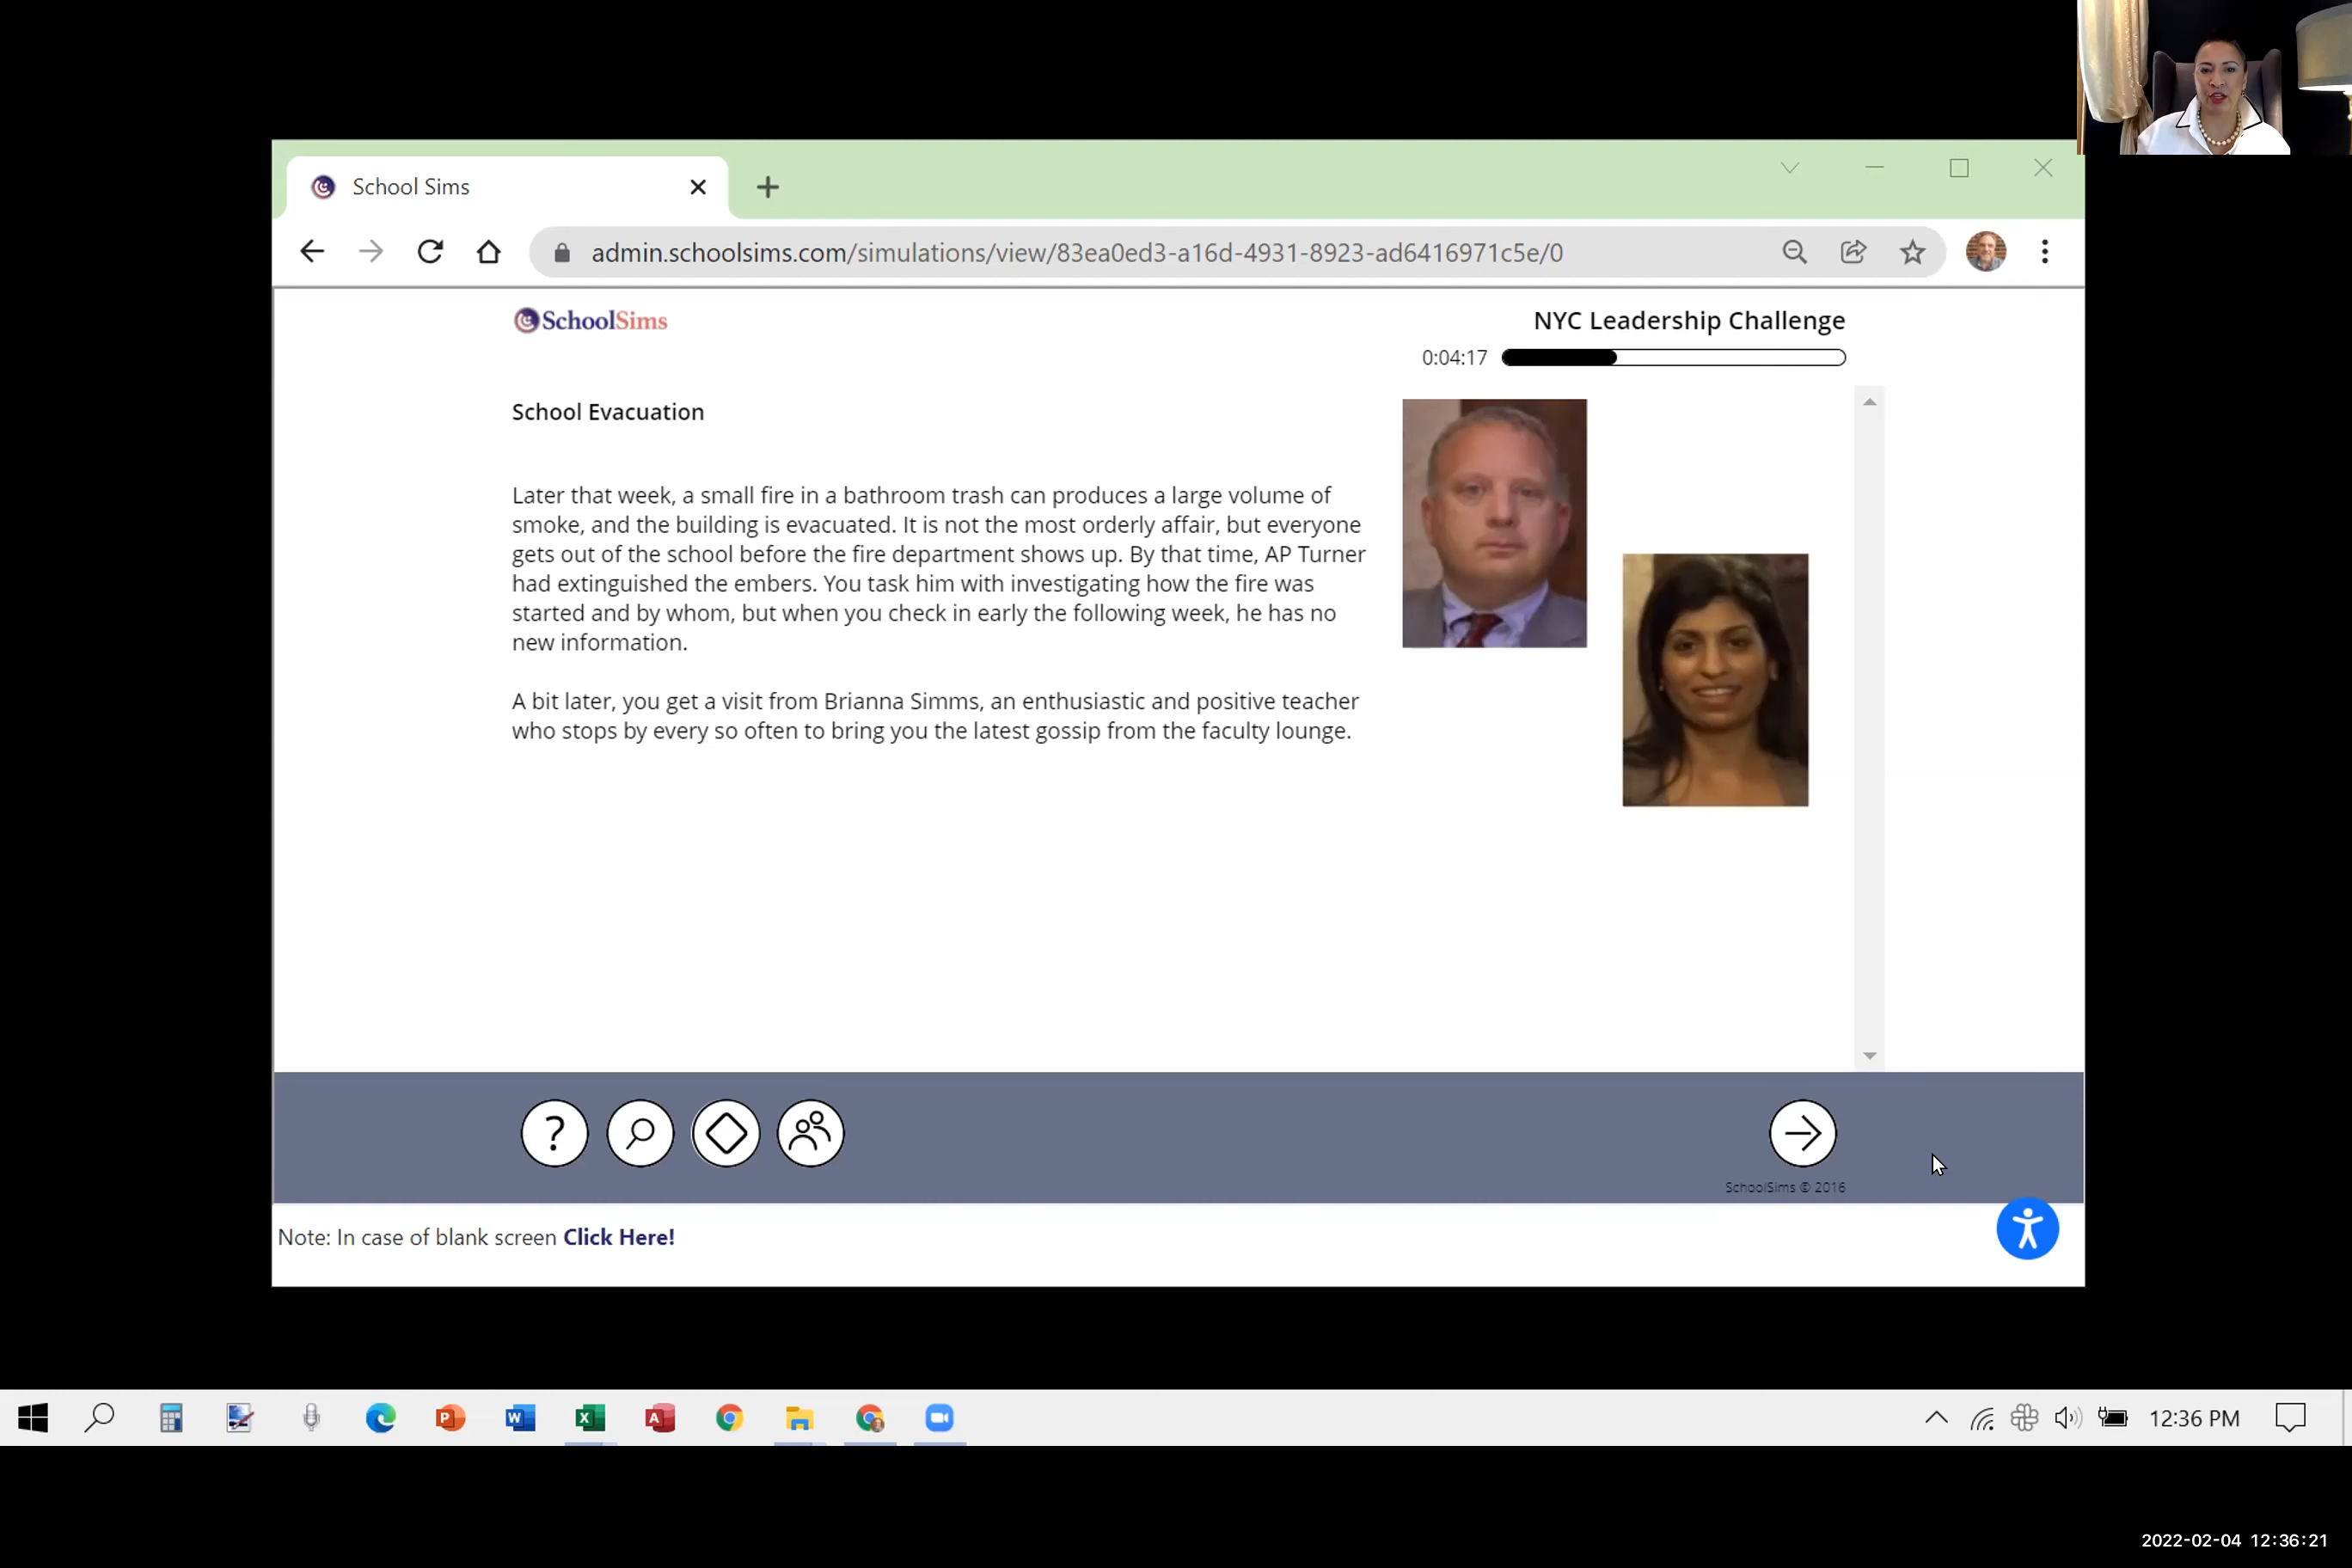 School Sims
admin.schoolsims.com/simulations/view/83ea0ed3-a16d-4931-8923-ad6416971c5e/0
SchoolSims
NYC Leadership Challenge
0:04:17
School Evacuation
Later that week, a small fire in a bathroom trash can produces a large volume of
smoke, and the building is evacuated. It is not the most orderly affair, but everyone
gets out of the school before the fire department shows up. By that time, AP Turner
had extinguished the embers. You task him with investigating how the fire was
started and by whom, but when you check in early the following week, he has no
new information.
A bit later, you get a visit from Brianna Simms, an enthusiastic and positive teacher
who stops by every so often to bring you the latest gossip from the faculty lounge.
?
SchoolSims © 2016
Note: In case of blank screen Click Here!
P
W
X
A
12:36 PM
2022-02-04 12:36:21